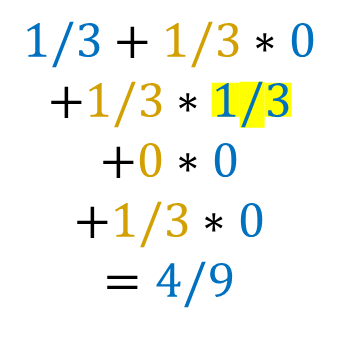 1/3 + 1/3 * 0
+1/3 * 1/3
+0 * 0
+1/3 * 0
= 4/9